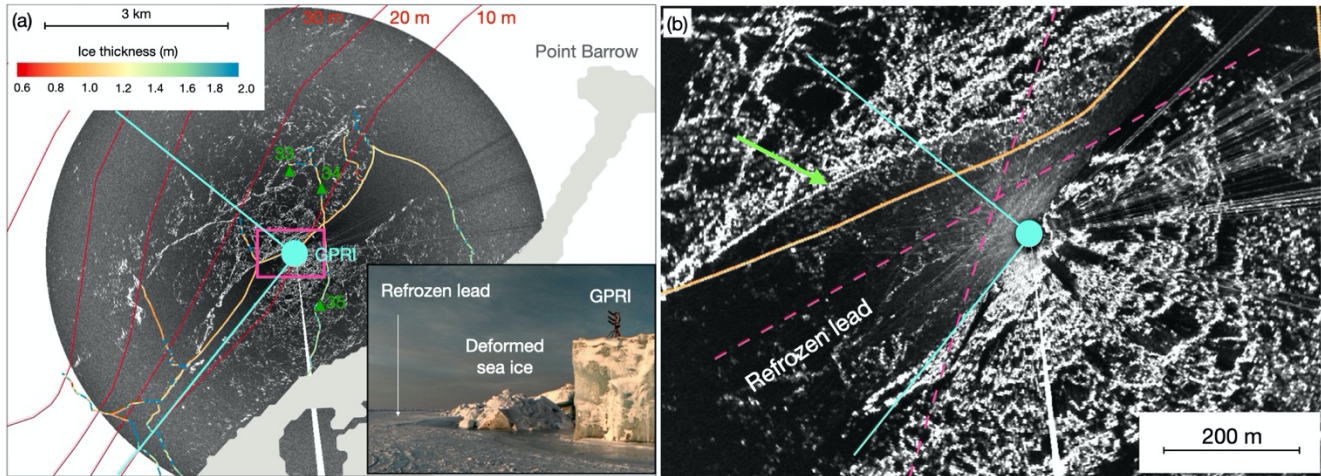 (a)
3 km
Ice thickness (m)
0.6 0.8 1.0 1.2 1.4 1.6 1.8 2.0
30 m 20 m 10 m
Point Barrow
33
34
GPRI
35
Refrozen lead
GPRI
Deformed
sea ice
(b)
Refrozen lead
200 m